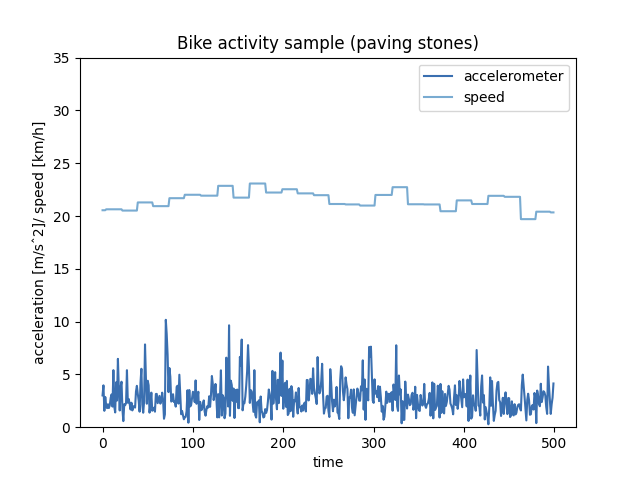 Bike activity sample (paving stones)
accelerometer
speed
acceleration [m/sˆ2]/ speed [km/h]
35
30
25
20
15
10
5
0
0 100 200 300 400 500
time